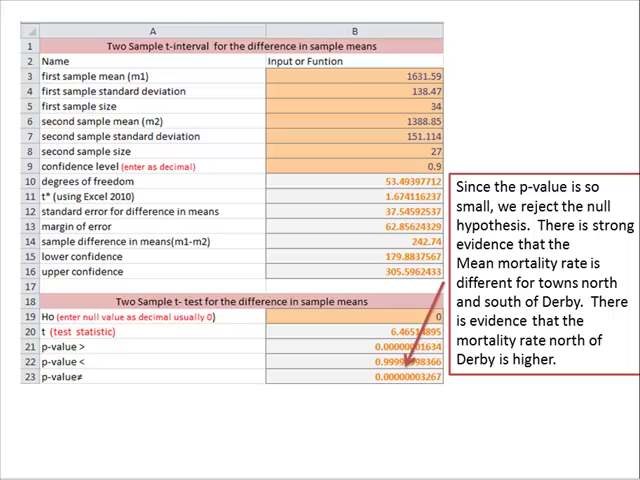 A B
1 Two Sample t-interval for the difference in sample means
2 Name Input or Funtion
3 first sample mean (m1) 1631.59
4 first sample standard deviation 138.47
5 first sample size 34
6 second sample mean (m2) 1388.85
7 second sample standard deviation 151.114
8 second sample size 27
9 confidence level (enter as decimal) 0.9
10 degrees of freedom 53.49397712
11 t* (using Excel 2010) 1.674116237
12 standard error for difference in means 37.54592537
13 margin of error 62.85624329
14 sample difference in means(m1-m2) 242.74
15 lower confidence 179.8837567
16 upper confidence 305.5962433
17
18 Two Sample t- test for the difference in sample means
19 Ho (enter null value as decimal usually 0) 0
20 t (test statistic) 6.46514895
21 p-value > 0.00000001634
22 p-value <
23 p-value≠ 0.00000003267
Since the p-value is so
small, we reject the null
hypothesis. There is strong
evidence that the
Mean mortality rate is
different for towns north
and south of Derby. There
is evidence that the
mortality rate north of
Derby is higher.